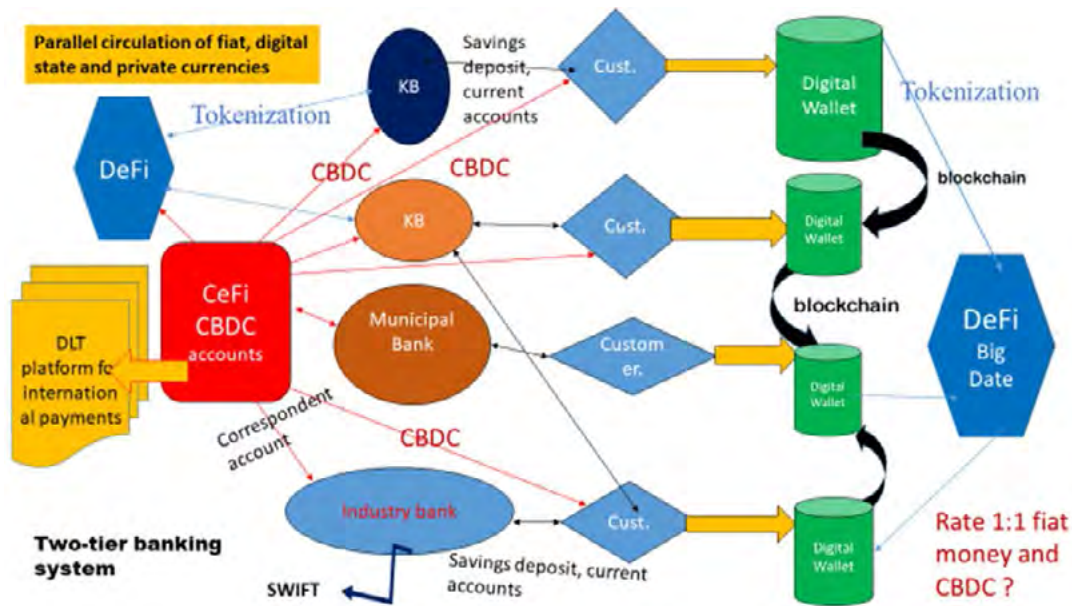 Parallel circulation of fiat, digital
state and private currencies
Tokenization
DeFi
KB
Savings
deposit,
current
accounts
Cust.
Digital
Wallet
Tokenization
blockchain
CBDC
CBDC
KB
Cust.
Digital
Wallet
CeFi
CBDC
accounts
DLT
platform fo
internation
al payments
Municipal
Bank
Custom
er.
blockchain
Digital
Wallet
DeFi
Big
Date
Correspondent
account
CBDC
Industry bank
Cust.
Digital
Wallet
Savings deposit, current
accounts
SWIFT
Two-tier banking
system
Rate 1:1 fiat
money and
CBDC ?